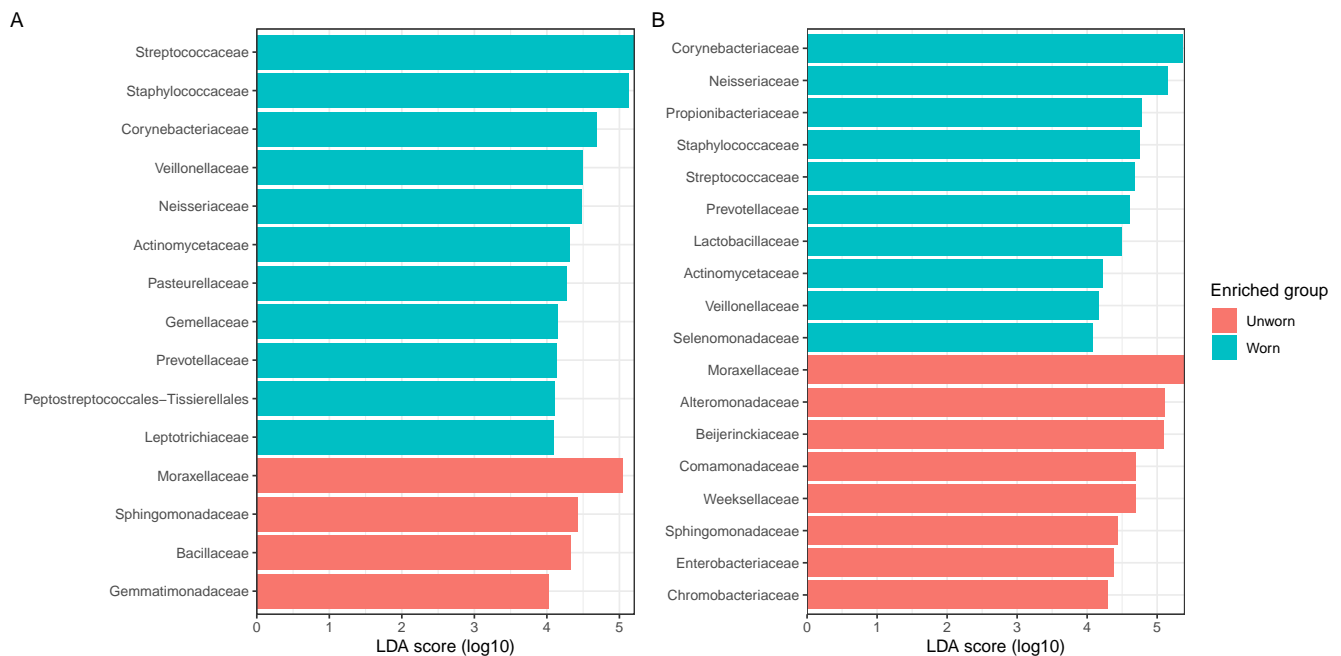 A
Streptococcaceae
Staphylococcaceae
Corynebacteriaceae
Veillonellaceae
Neisseriaceae
Actinomycetaceae
Pasteurellaceae
Gemellaceae
Prevotellaceae
Peptostreptococcales−Tissierellales
Leptotrichiaceae
Moraxellaceae
Sphingomonadaceae
Bacillaceae
Gemmatimonadaceae
0 1 2 3 4 5
LDA score (log10)
B
Corynebacteriaceae
Neisseriaceae
Propionibacteriaceae
Staphylococcaceae
Streptococcaceae
Prevotellaceae
Lactobacillaceae
Actinomycetaceae
Veillonellaceae
Selenomonadaceae
Moraxellaceae
Alteromonadaceae
Beijerinckiaceae
Comamonadaceae
Weeksellaceae
Sphingomonadaceae
Enterobacteriaceae
Chromobacteriaceae
0 1 2 3 4 5
LDA score (log10)
Enriched group
Unworn
Worn